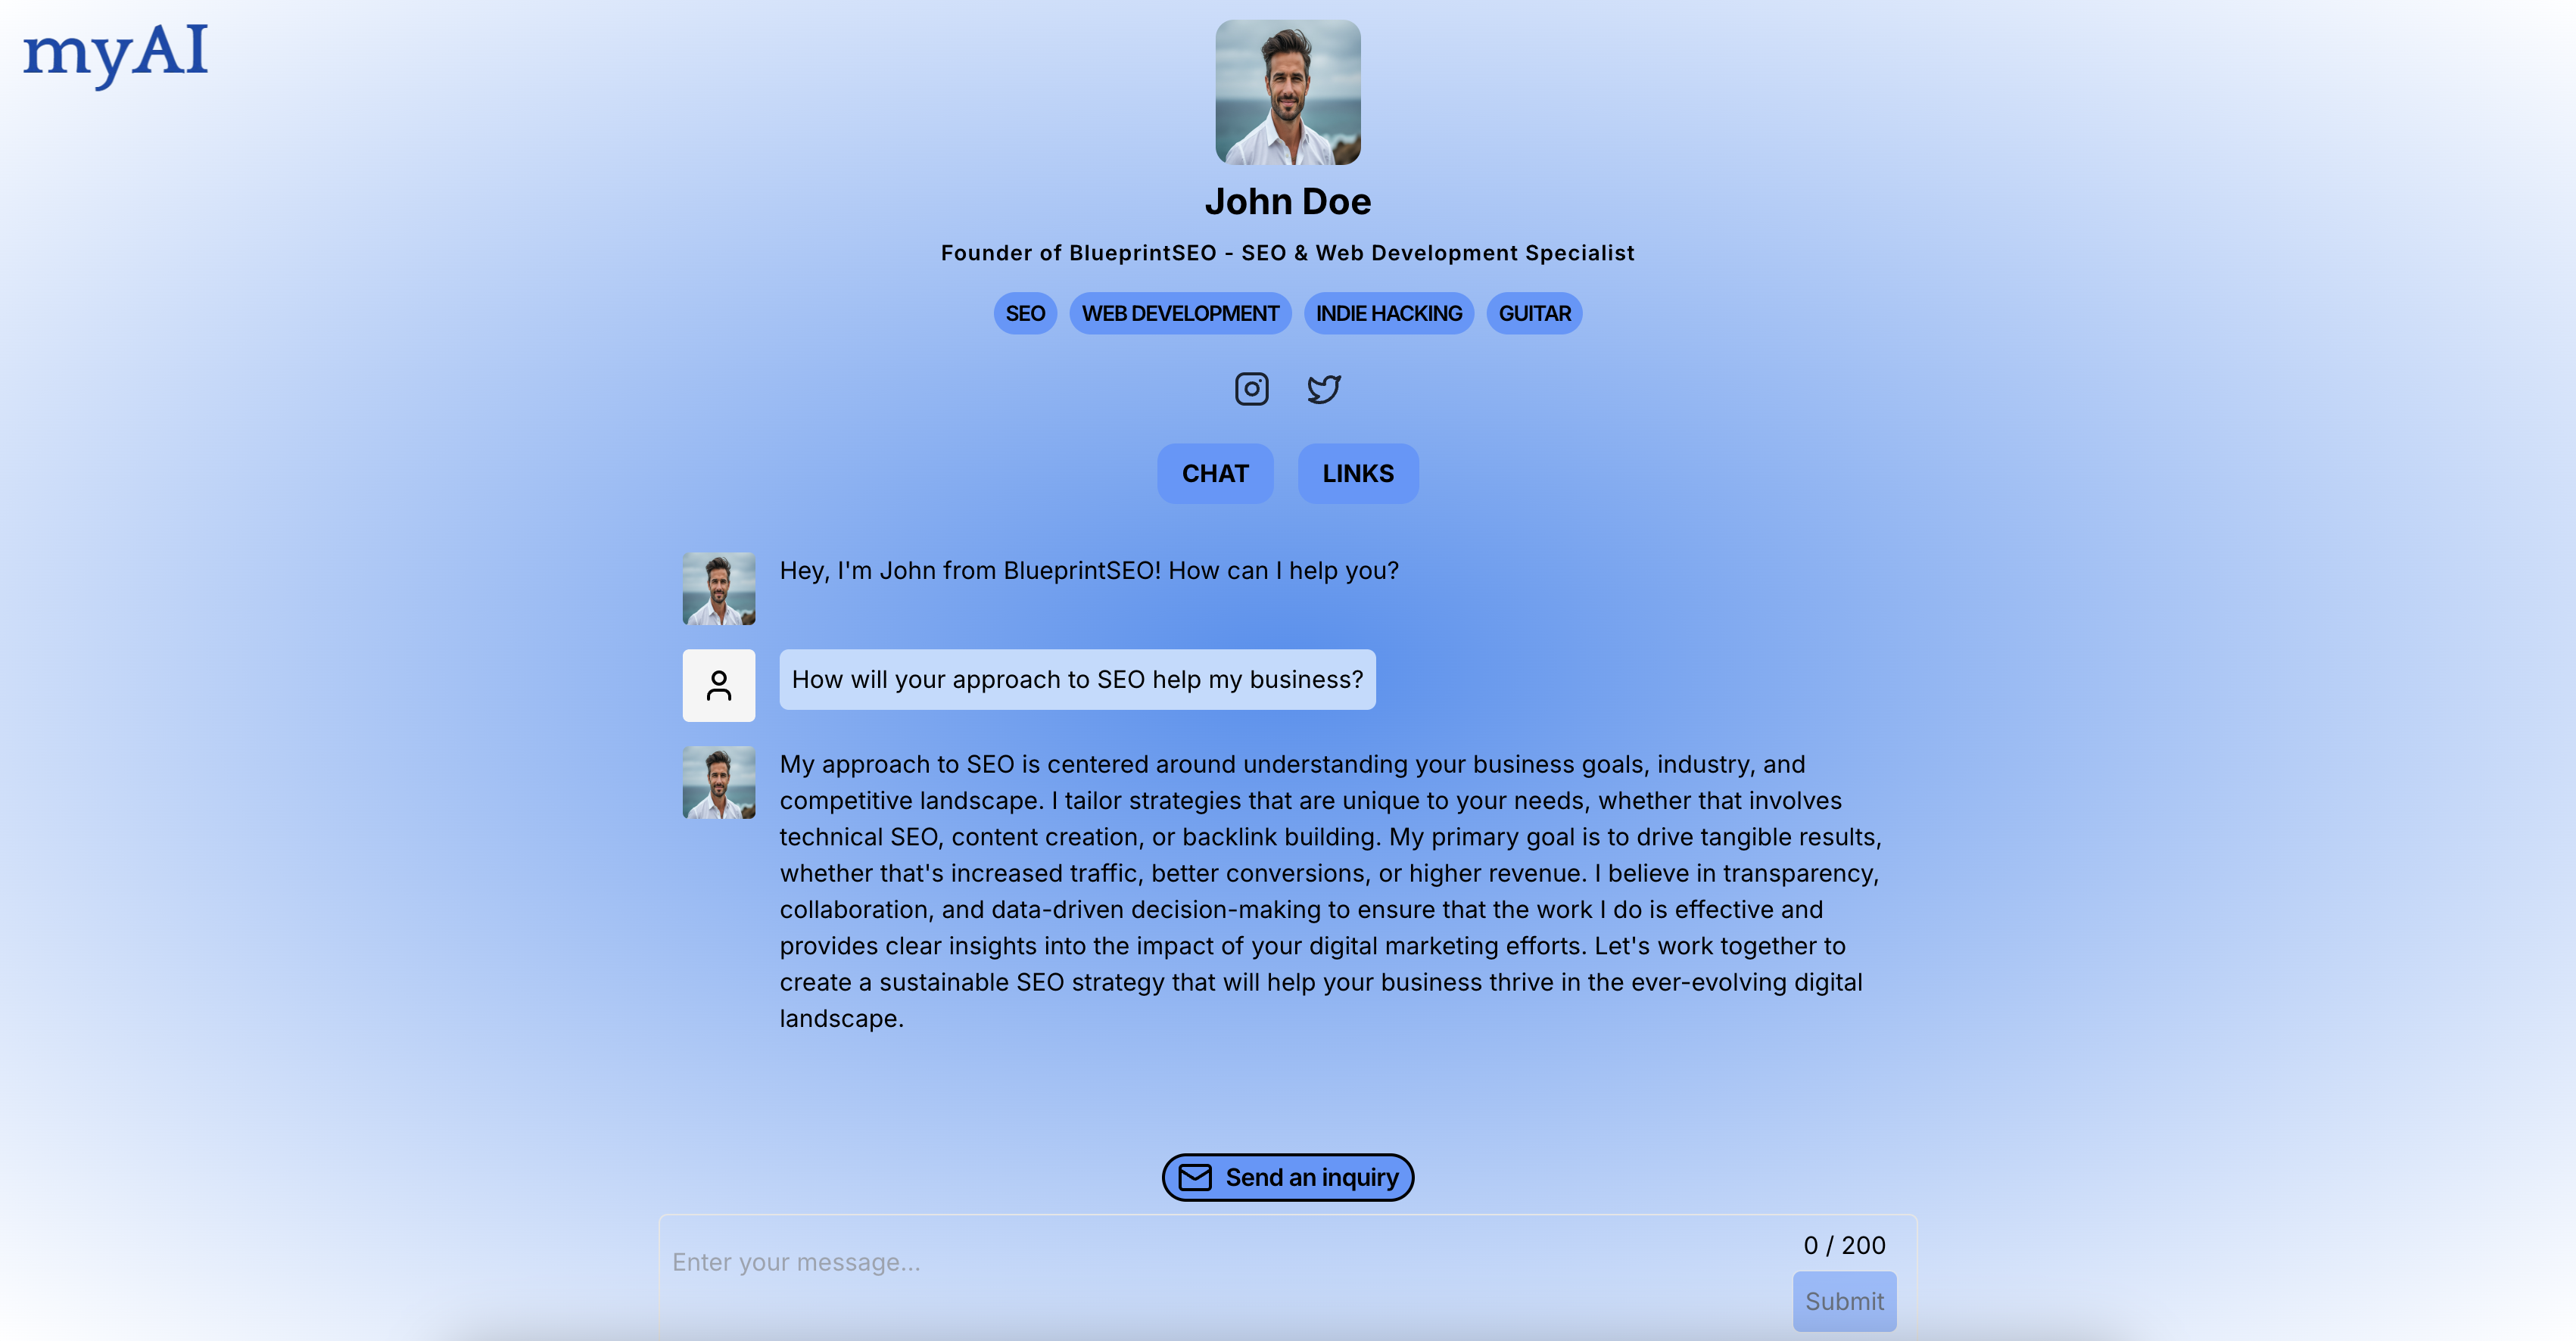 myAI
John Doe
Founder of BlueprintSEO - SEO & Web Development Specialist
SEO WEB DEVELOPMENT INDIE HACKING GUITAR
CHAT LINKS
Hey, I'm John from BlueprintSEO! How can I help you?
How will your approach to SEO help my business?
My approach to SEO is centered around understanding your business goals, industry, and
competitive landscape. I tailor strategies that are unique to your needs, whether that involves
technical SEO, content creation, or backlink building. My primary goal is to drive tangible results,
whether that's increased traffic, better conversions, or higher revenue. I believe in transparency,
collaboration, and data-driven decision-making to ensure that the work I do is effective and
provides clear insights into the impact of your digital marketing efforts. Let's work together to
create a sustainable SEO strategy that will help your business thrive in the ever-evolving digital
landscape.
Send an inquiry
0 / 200
Enter your message...
Submit